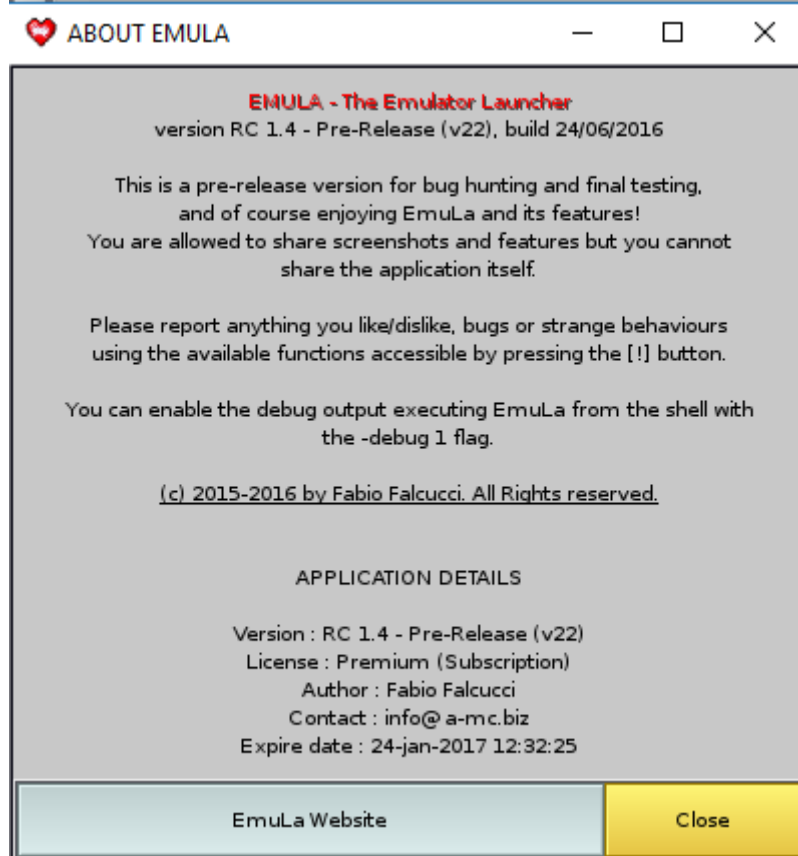 ABOUT EMULA
EMULA - The Emulator Launcher
version RC 1.4 - Pre-Release (v22), build 24/06/2016
This is a pre-release version for bug hunting and final testing,
and of course enjoying EmuLa and its features!
You are allowed to share screenshots and features but you cannot
share the application itself.
Please report anything you like/dislike, bugs or strange behaviours
using the available functions accessible by pressing the [!] button.
You can enable the debug output executing EmuLa from the shell with
the -debug 1 flag.
(c) 2015-2016 by Fabio Falcucci. All Rights reserved.
APPLICATION DETAILS
Version : RC 1.4 - Pre-Release (v22)
License : Premium (Subscription)
Author : Fabio Falcucci
Contact : info@a-mc.biz
Expire date : 24-jan-2017 12:32:25
EmuLa Website
Close